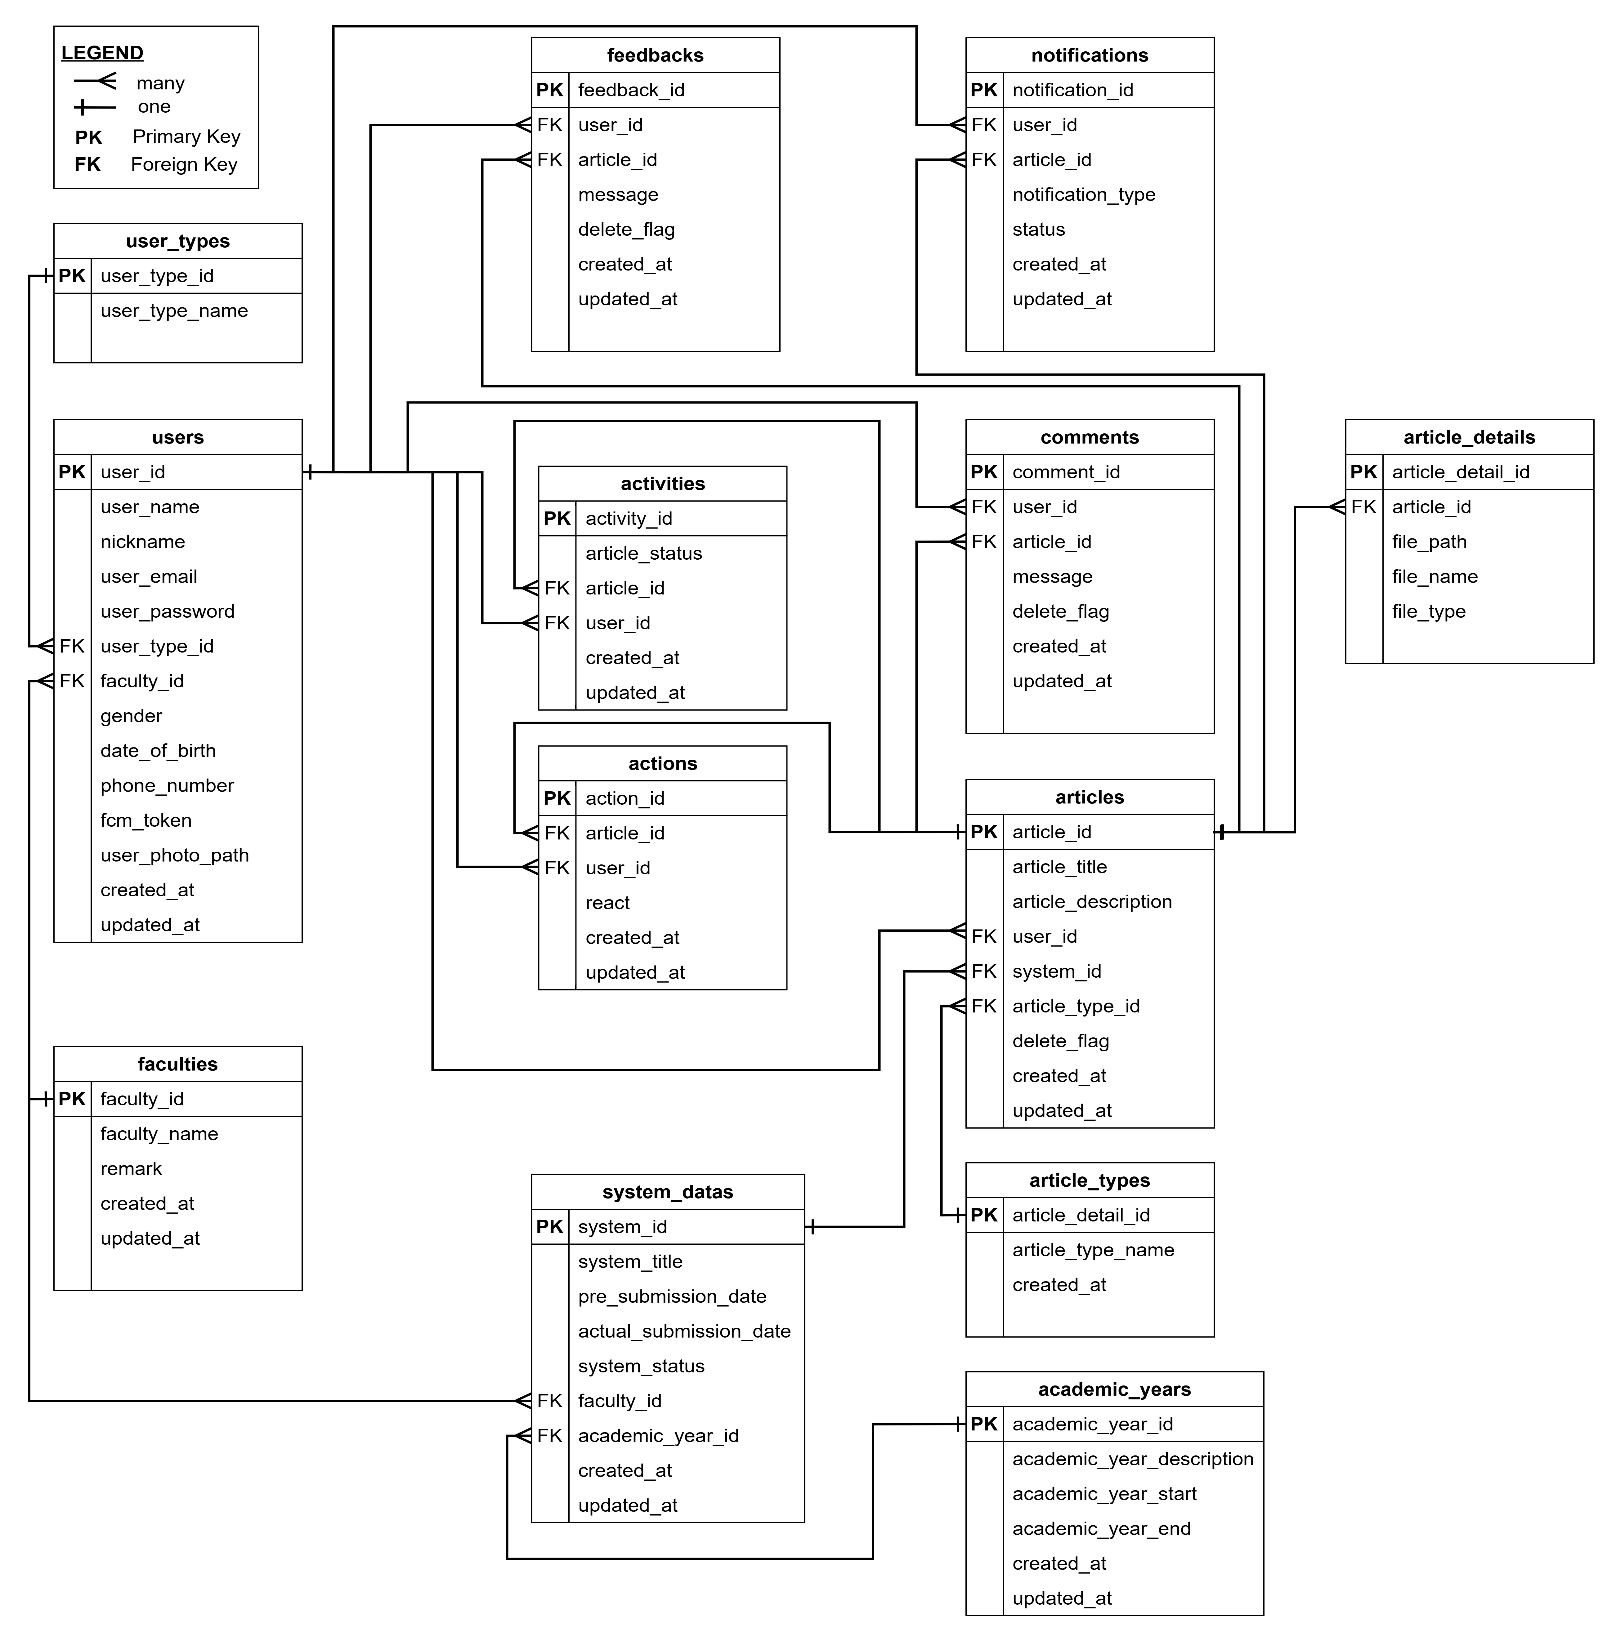 LEGEND
many
one
PK Primary Key
FK Foreign Key
user_types
PK user_type_id
user_type_name
users
PK user_id
user_name
nickname
user_email
user_password
FK user_type_id
FK faculty_id
gender
date_of_birth
phone_number
fcm_token
user_photo_path
created_at
updated_at
faculties
PK faculty_id
faculty_name
remark
created_at
updated_at
feedbacks
PK feedback_id
FK user_id
FK article_id
message
delete_flag
created_at
updated_at
activities
PK activity_id
article_status
FK article_id
FK user_id
created_at
updated_at
actions
PK action_id
FK article_id
FK user_id
react
created_at
updated_at
system_datas
PK system_id
system_title
pre_submission_date
actual_submission_date
system_status
FK faculty_id
FK academic_year_id
created_at
updated_at
notifications
PK notification_id
FK user_id
FK article_id
notification_type
status
created_at
updated_at
comments
PK comment_id
FK user_id
FK article_id
message
delete_flag
created_at
updated_at
articles
PK article_id
article_title
article_description
FK user_id
FK system_id
FK article_type_id
delete_flag
created_at
updated_at
article_types
PK article_detail_id
article_type_name
created_at
academic_years
PK academic_year_id
academic_year_description
academic_year_start
academic_year_end
created_at
updated_at
article_details
PK article_detail_id
FK article_id
file_path
file_name
file_type